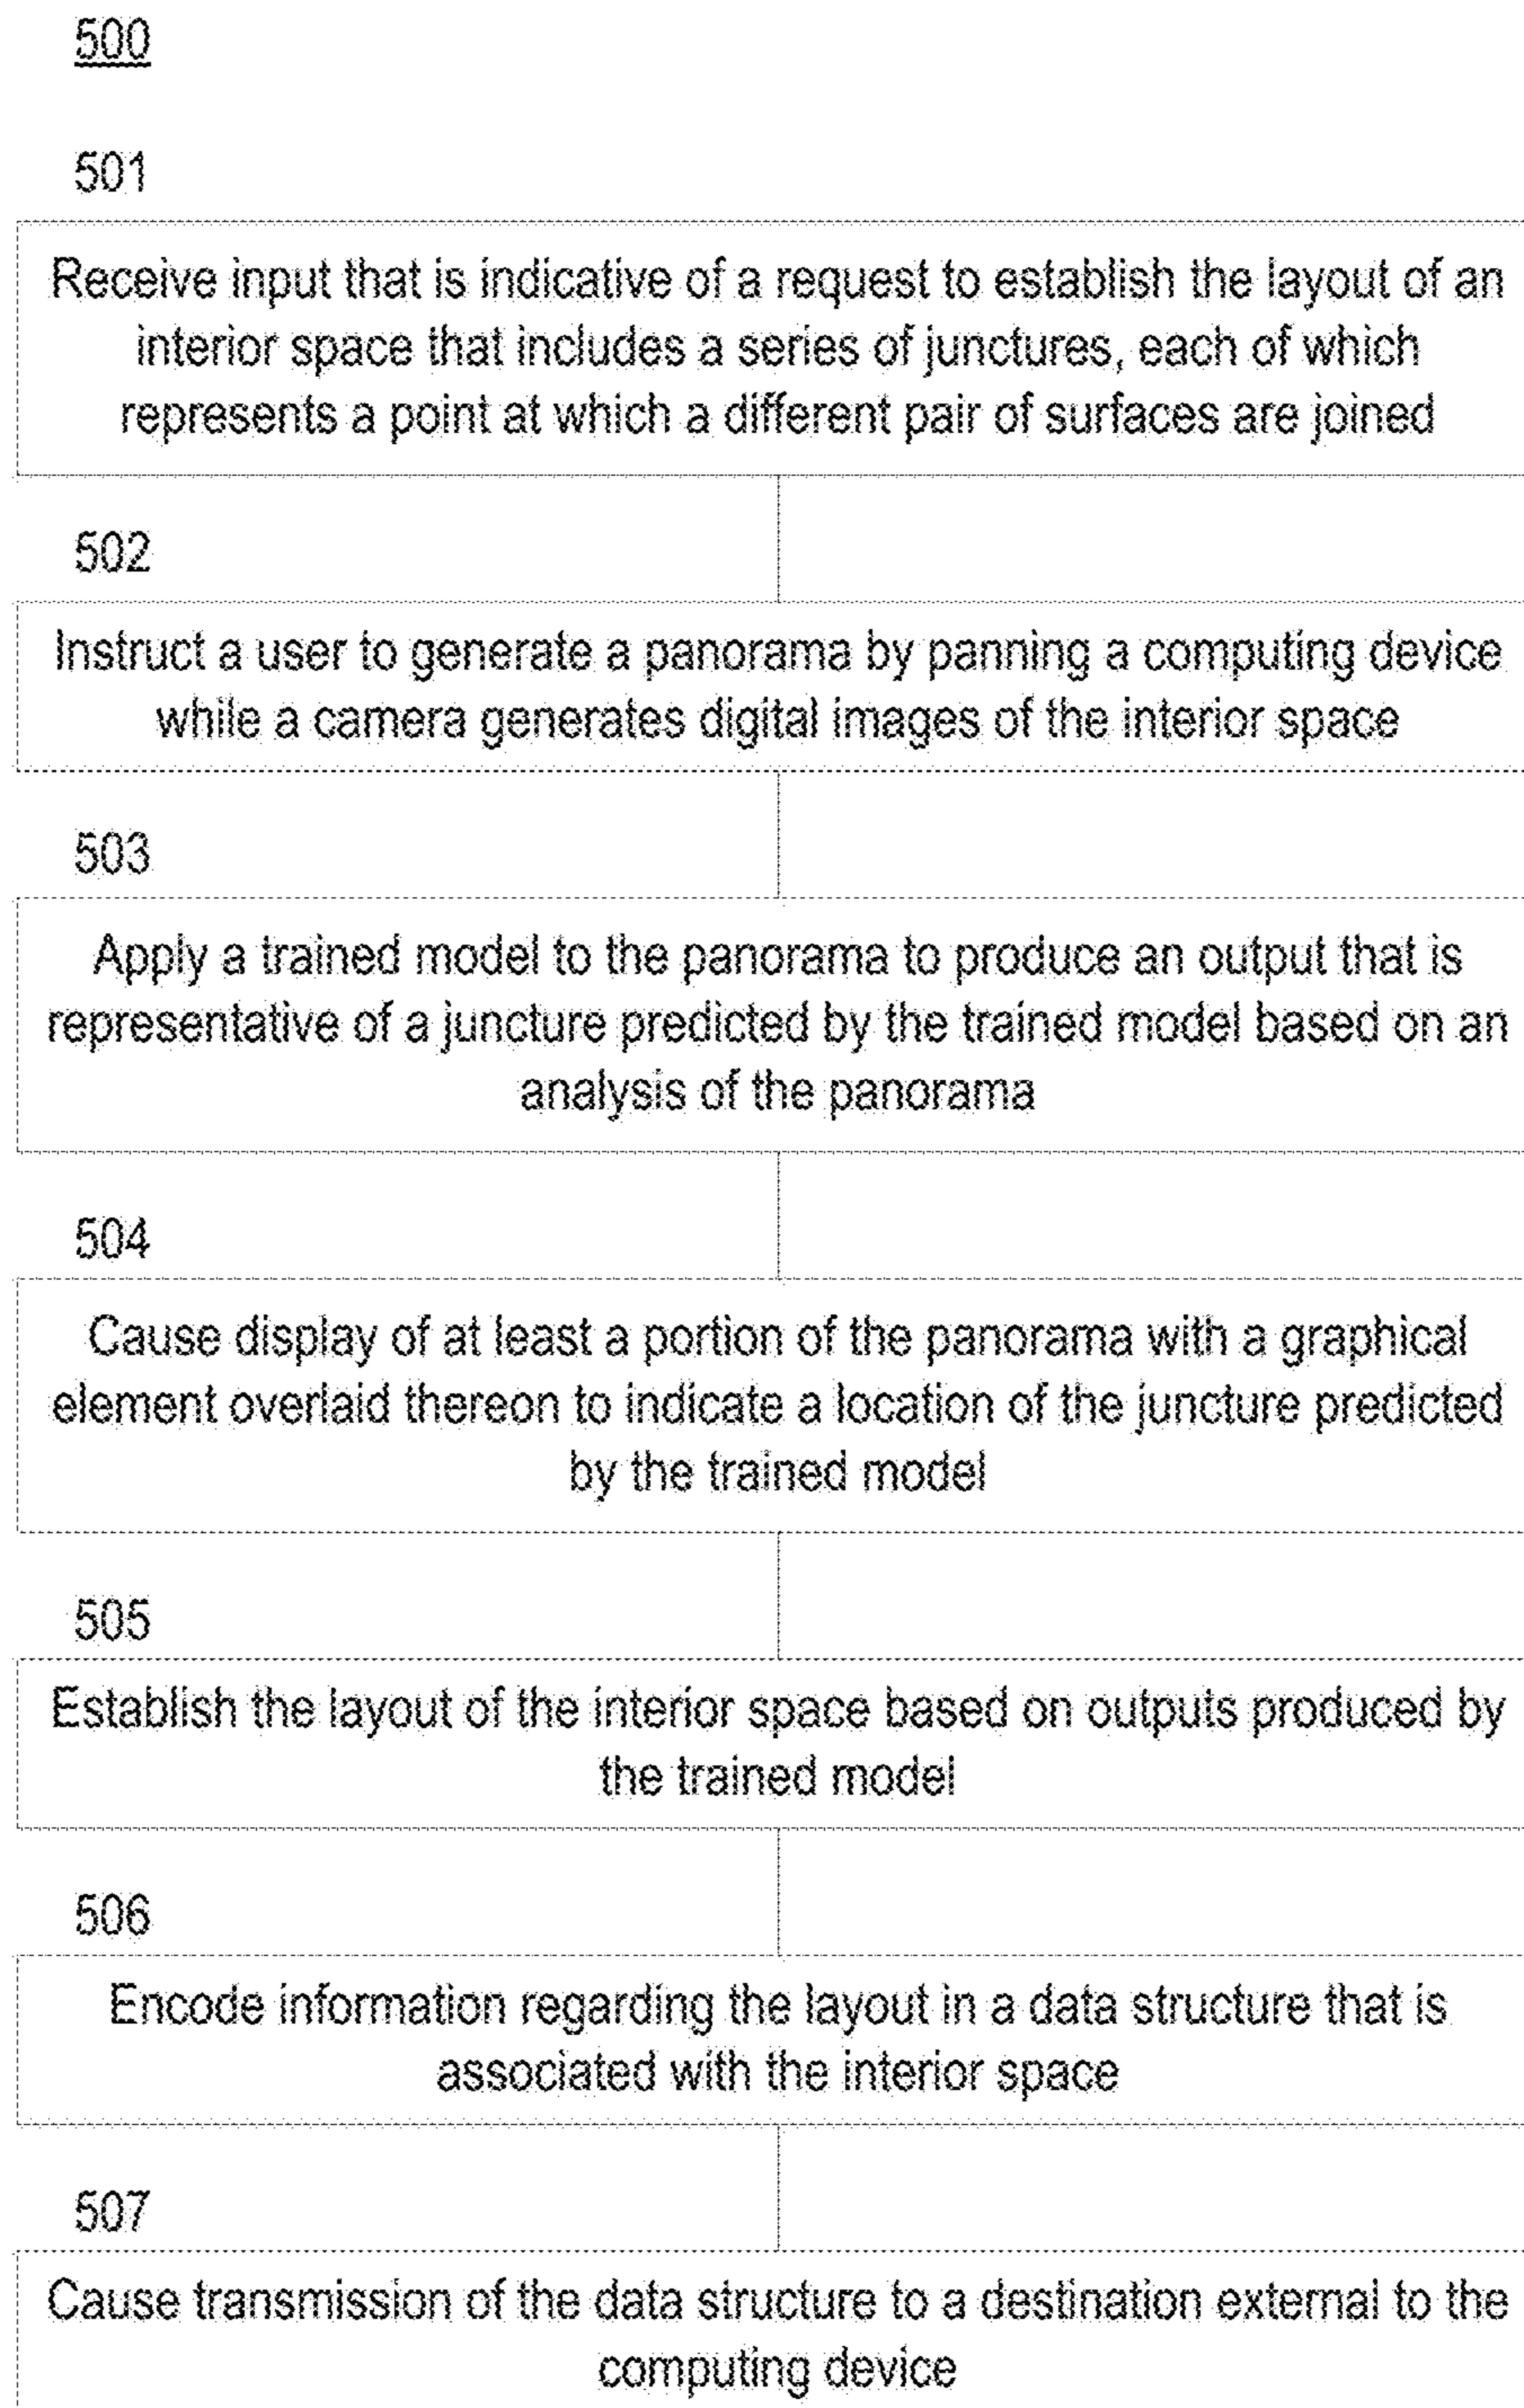 500
501
Receive input that is indicative of a request to establish the layout of an
interior space that includes a series of junctures, each of which
represents a point at which a different pair of surfaces are joined
502
Instruct a user to generate a panorama by panning a computing device
while a camera generates digital images of the interior space
503
Apply a trained model to the panorama to produce an output that is
representative of a juncture predicted by the trained model based on an
analysis of the panorama
504
Cause display of at least a portion of the panorama with a graphical
element overlaid thereon to indicate a location of the juncture predicted
by the trained model
505
Establish the layout of the interior space based on outputs produced by
the trained model
506
Encode information regarding the layout in a data structure that is
associated with the interior space
507
Cause transmission of the data structure to a destination external to the
computing device